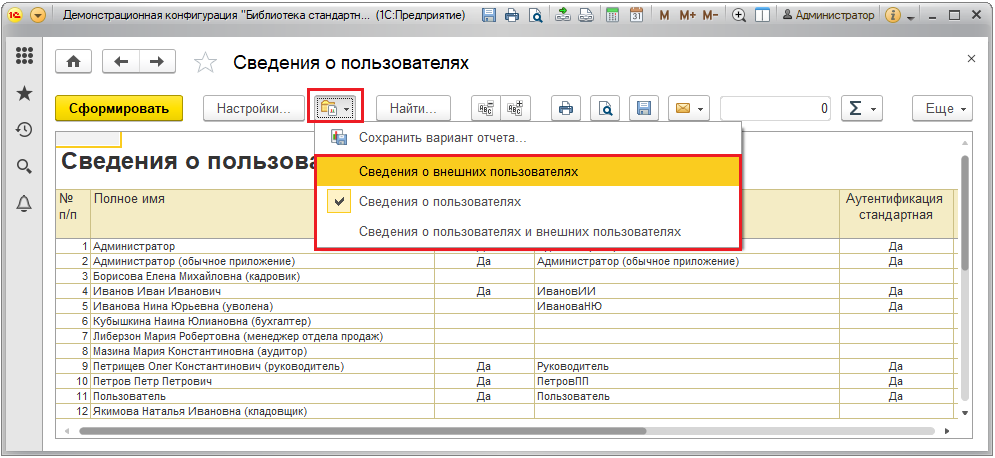 Демонстрационная конфигурация "Библиотека стандартн... (1С:Предприятие) M M+ M- 31 Администратор
Сведения о пользователях
Сформировать Настройки... Найти... 0 Σ Еще
Сохранить вариант отчета...
Сведения о внешних пользователях
Сведения о пользователях
Сведения о пользователях и внешних пользователях
Сведения о пользова
№ п/п Полное имя Аутентификация стандартная
1 Администратор Да
2 Администратор (обычное приложение) Да Администратор (обычное приложение) Да
3 Борисова Елена Михайловна (кадровик)
4 Иванов Иван Иванович Да ИвановИИ Да
5 Иванова Нина Юрьевна (уволена) ИвановаНЮ Да
6 Кубышкина Наина Юлиановна (бухгалтер)
7 Либерзон Мария Робертовна (менеджер отдела продаж)
8 Мазина Мария Константиновна (аудитор)
9 Петрищев Олег Константинович (руководитель) Да Руководитель Да
10 Петров Петр Петрович Да ПетровПП Да
11 Пользователь Да Пользователь Да
12 Якимова Наталья Ивановна (кладовщик)